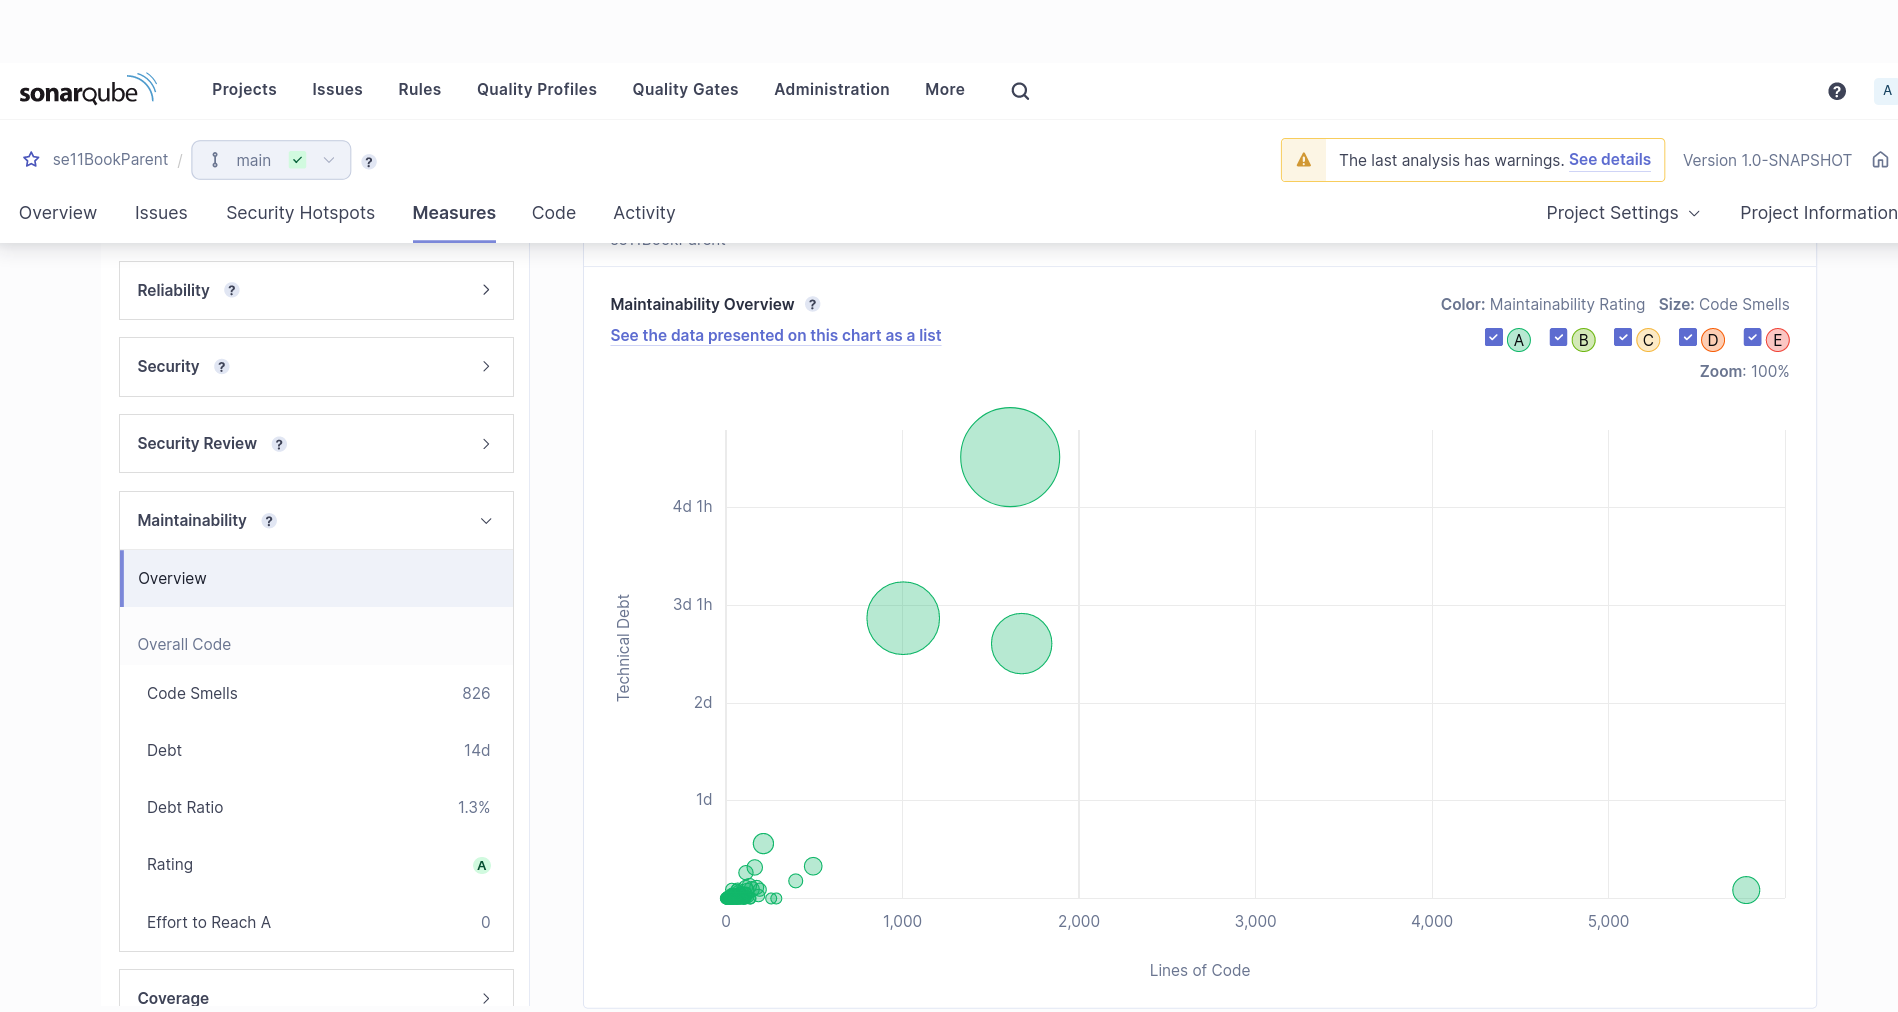 sonarqube
Projects Issues Rules Quality Profiles Quality Gates Administration More ? A
se11BookParent / main ? The last analysis has warnings. See details Version 1.0-SNAPSHOT
Overview Issues Security Hotspots Measures Code Activity Project Settings Project Information
se11BookParent
Reliability ?
Security ?
Security Review ?
Maintainability ?
Overview
Overall Code
Code Smells 826
Debt 14d
Debt Ratio 1.3%
Rating A
Effort to Reach A 0
Coverage
Maintainability Overview ? Color: Maintainability Rating Size: Code Smells
See the data presented on this chart as a list A B C D E
Zoom: 100%
4d 1h
3d 1h
2d
1d
Technical Debt
0 1,000 2,000 3,000 4,000 5,000
Lines of Code